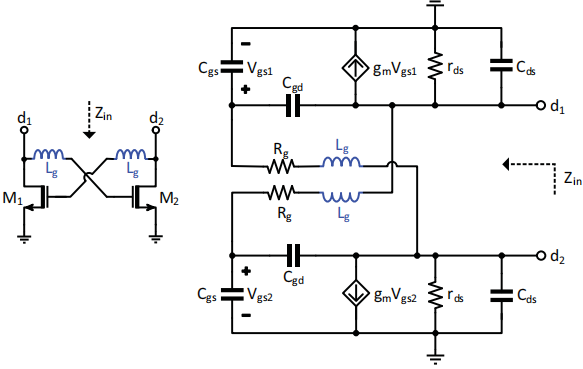 Zin
d1
d2
Lg
Lg
M1
M2
Cgs
Vgs1
Cgd
gmVgs1
rds
Cds
d1
Rg
Lg
Rg
Lg
Zin
Cgd
d2
Cgs
Vgs2
gmVgs2
rds
Cds